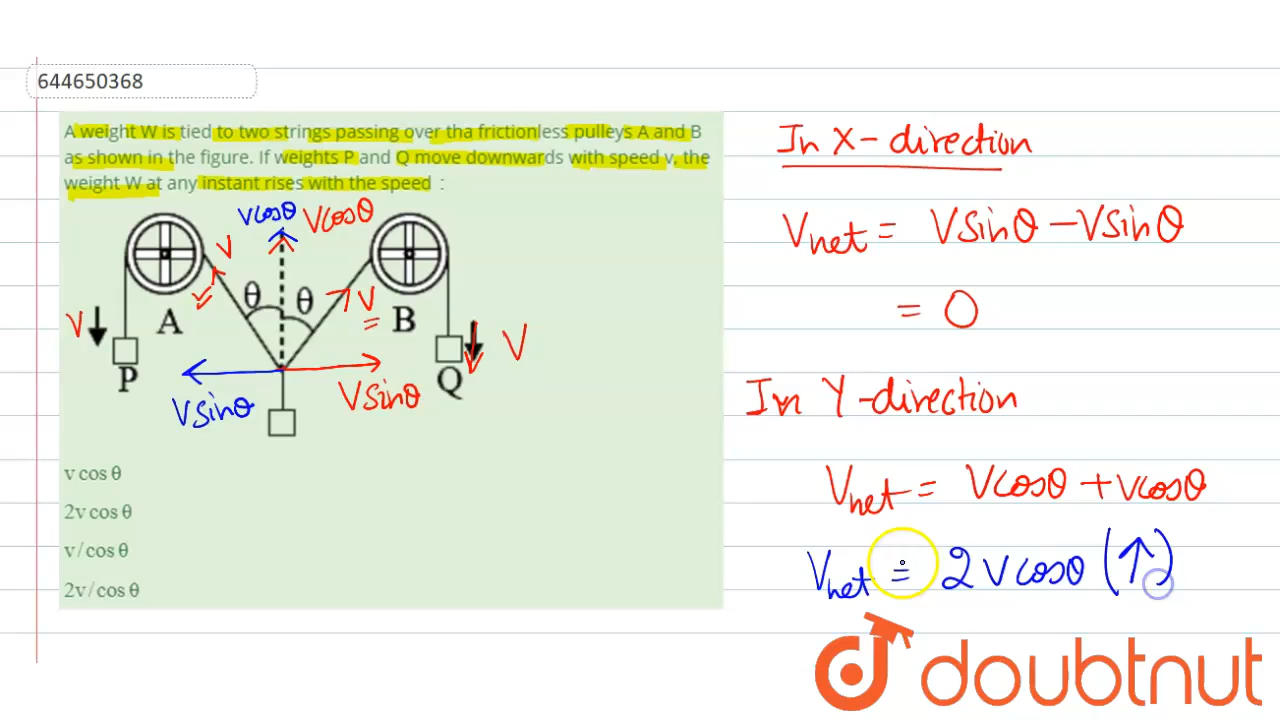 644650368
A weight W is tied to two strings passing over tha frictionless pulleys A and B
as shown in the figure. If weights P and Q move downwards with speed v, the
weight W at any instant rises with the speed :
Vcosθ
Vcosθ
V
V
θ
θ
A
B
V
V
P
Q
Vsinθ
Vsinθ
v cos θ
2v cos θ
v/cos θ
2v/cos θ
In X-direction
Vnet = Vsinθ - Vsinθ
= 0
In Y-direction
Vnet = Vcosθ + Vcosθ
Vnet = 2Vcosθ (↑)
doubtnut